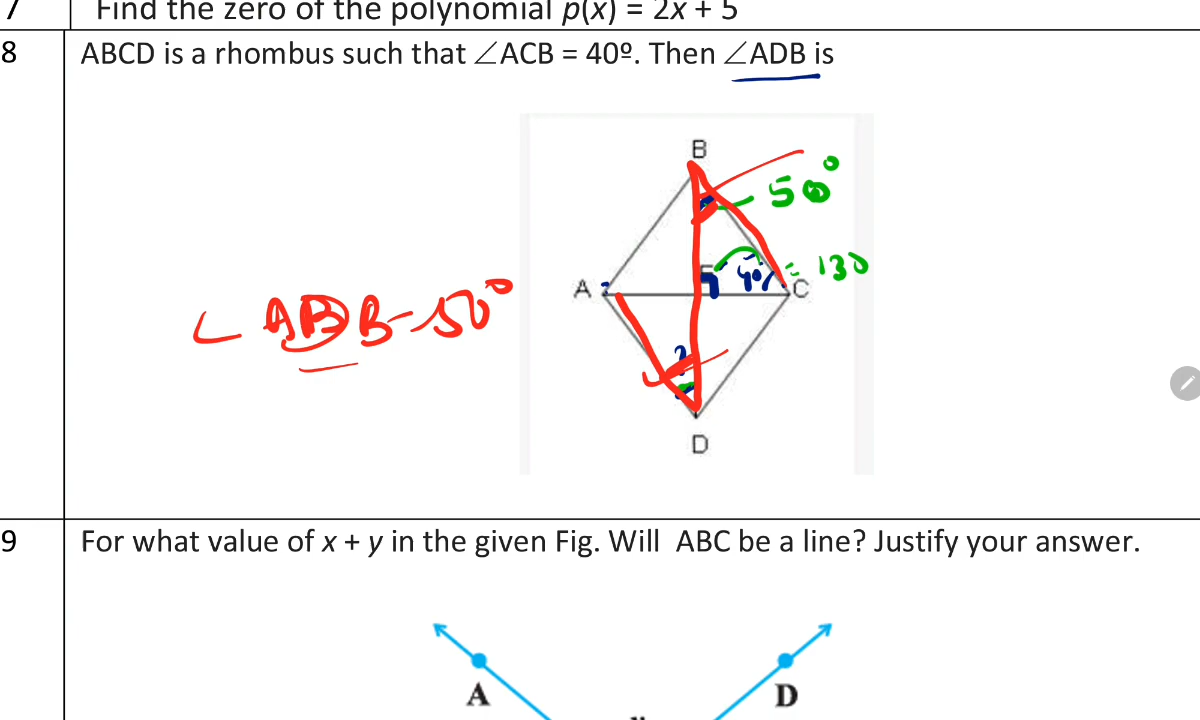 7 Find the zero of the polynomial p(x) = 2x + 5
8 ABCD is a rhombus such that ∠ACB = 40º. Then ∠ADB is
B
50°
A
40
C
= 130
∠ADB-50°
?
D
9 For what value of x + y in the given Fig. Will ABC be a line? Justify your answer.
A D